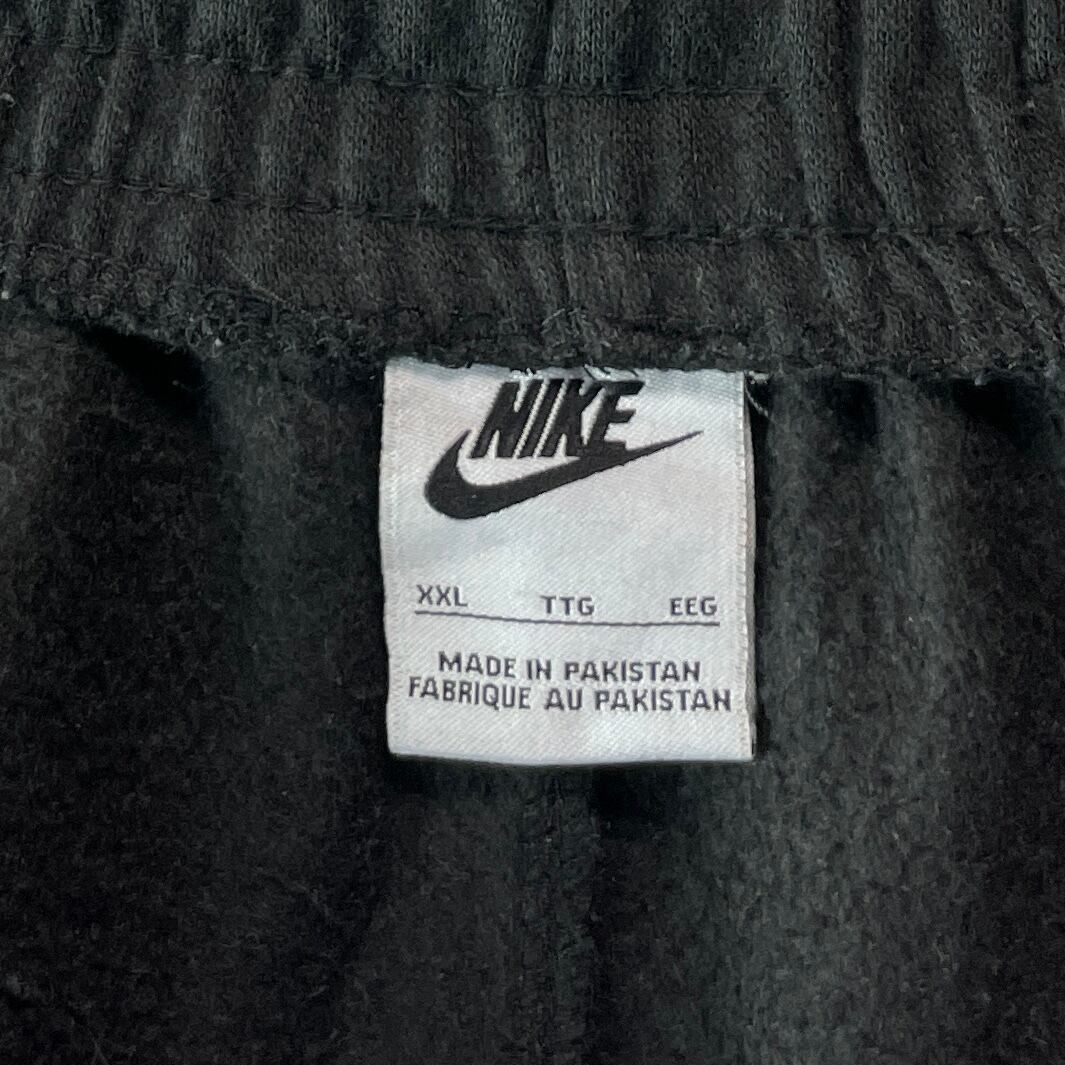 NIKE
XXL TTG EEG
MADE IN PAKISTAN
FABRIQUE AU PAKISTAN